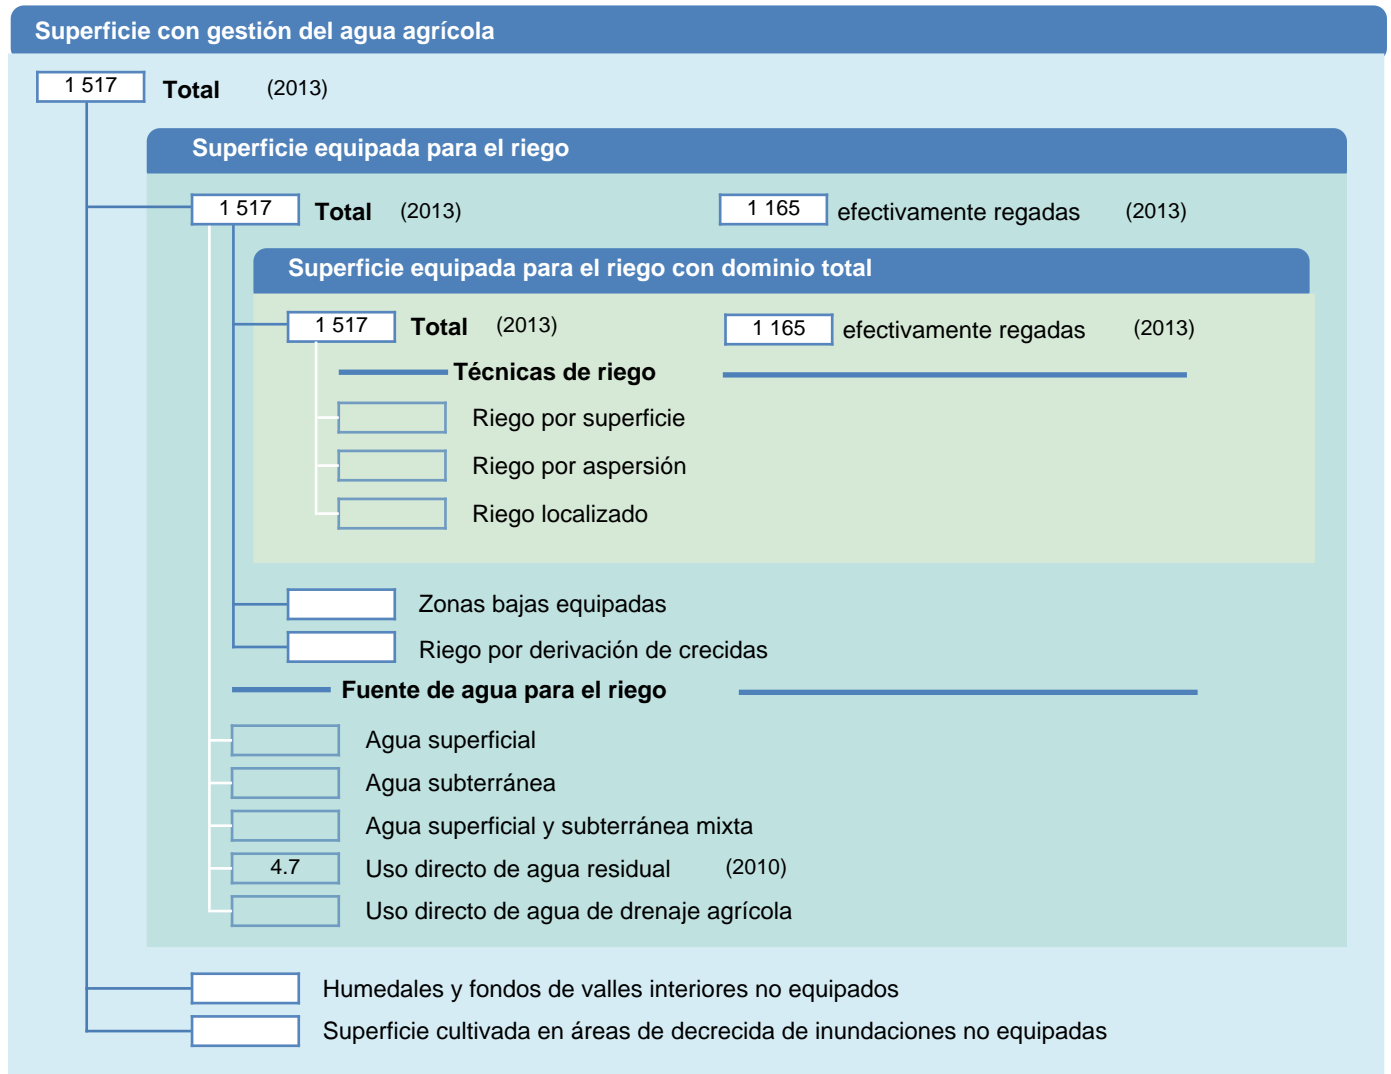 Superficie con gestión del agua agrícola
1 517 Total (2013)
Superficie equipada para el riego
1 517 Total (2013) 1 165 efectivamente regadas (2013)
Superficie equipada para el riego con dominio total
1 517 Total (2013) 1 165 efectivamente regadas (2013)
Técnicas de riego
Riego por superficie
Riego por aspersión
Riego localizado
Zonas bajas equipadas
Riego por derivación de crecidas
Fuente de agua para el riego
Agua superficial
Agua subterránea
Agua superficial y subterránea mixta
4.7 Uso directo de agua residual (2010)
Uso directo de agua de drenaje agrícola
Humedales y fondos de valles interiores no equipados
Superficie cultivada en áreas de decrecida de inundaciones no equipadas